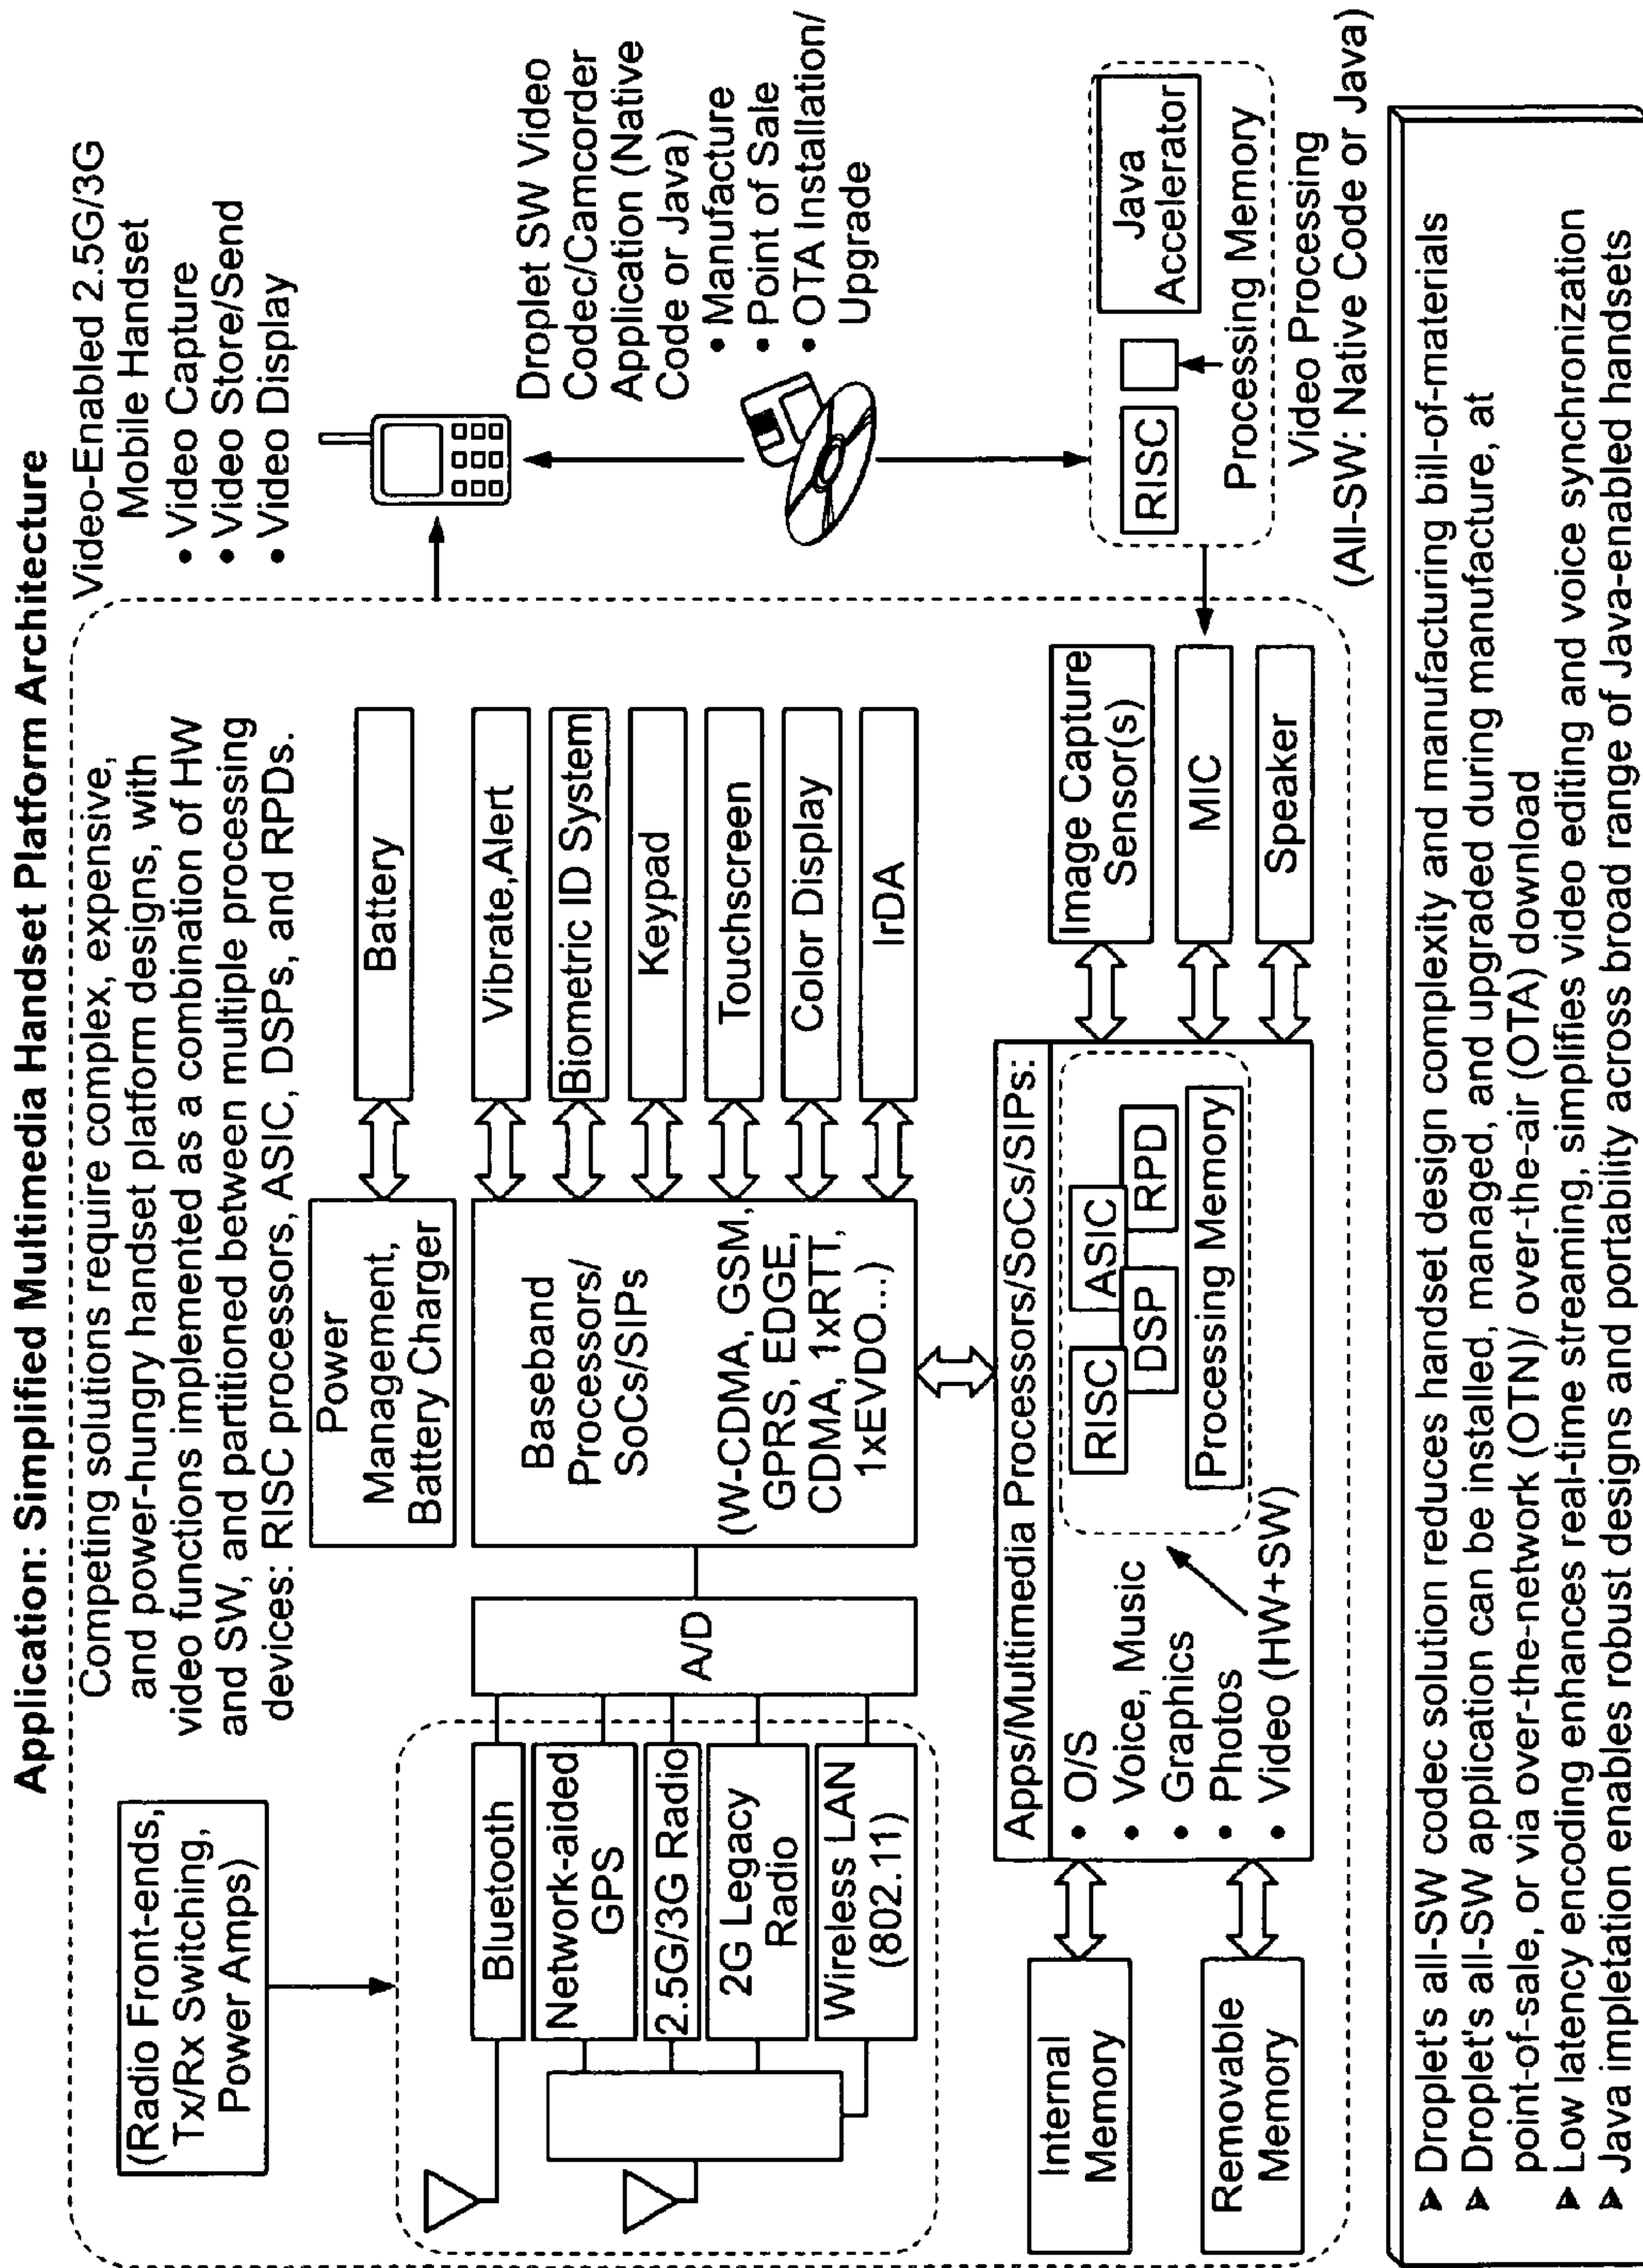 Application: Simplified Multimedia Handset Platform Architecture
(Radio Front-ends,
Tx/Rx Switching,
Power Amps)
Competing solutions require complex, expensive,
and power-hungry handset platform designs, with
video functions implemented as a combination of HW
and SW, and partitioned between multiple processing
devices: RISC processors, ASIC, DSPs, and RPDs.
Video-Enabled 2.5G/3G
Mobile Handset
• Video Capture
• Video Store/Send
• Video Display
Bluetooth
Network-aided
GPS
2.5G/3G Radio
2G Legacy
Radio
Wireless LAN
(802.11)
A/D
Power
Management,
Battery Charger
Battery
Baseband
Processors/
SoCs/SIPs
(W-CDMA, GSM,
GPRS, EDGE,
CDMA, 1xRTT,
1xEVDO...)
Vibrate,Alert
Biometric ID System
Keypad
Touchscreen
Color Display
IrDA
Droplet SW Video
Codec/Camcorder
Application (Native
Code or Java)
• Manufacture
• Point of Sale
• OTA Installation/
Upgrade
Internal
Memory
Removable
Memory
Apps/Multimedia Processors/SoCs/SIPs:
• O/S
• Voice, Music
• Graphics
• Photos
• Video (HW+SW)
RISC
ASIC
DSP
RPD
Processing Memory
Image Capture
Sensor(s)
MIC
Speaker
RISC
Java
Accelerator
Processing Memory
Video Processing
(All-SW: Native Code or Java)
➤ Droplet's all-SW codec solution reduces handset design complexity and manufacturing bill-of-materials
➤ Droplet's all-SW application can be installed, managed, and upgraded during manufacture, at
point-of-sale, or via over-the-network (OTN)/ over-the-air (OTA) download
➤ Low latency encoding enhances real-time streaming, simplifies video editing and voice synchronization
➤ Java impletation enables robust designs and portability across broad range of Java-enabled handsets